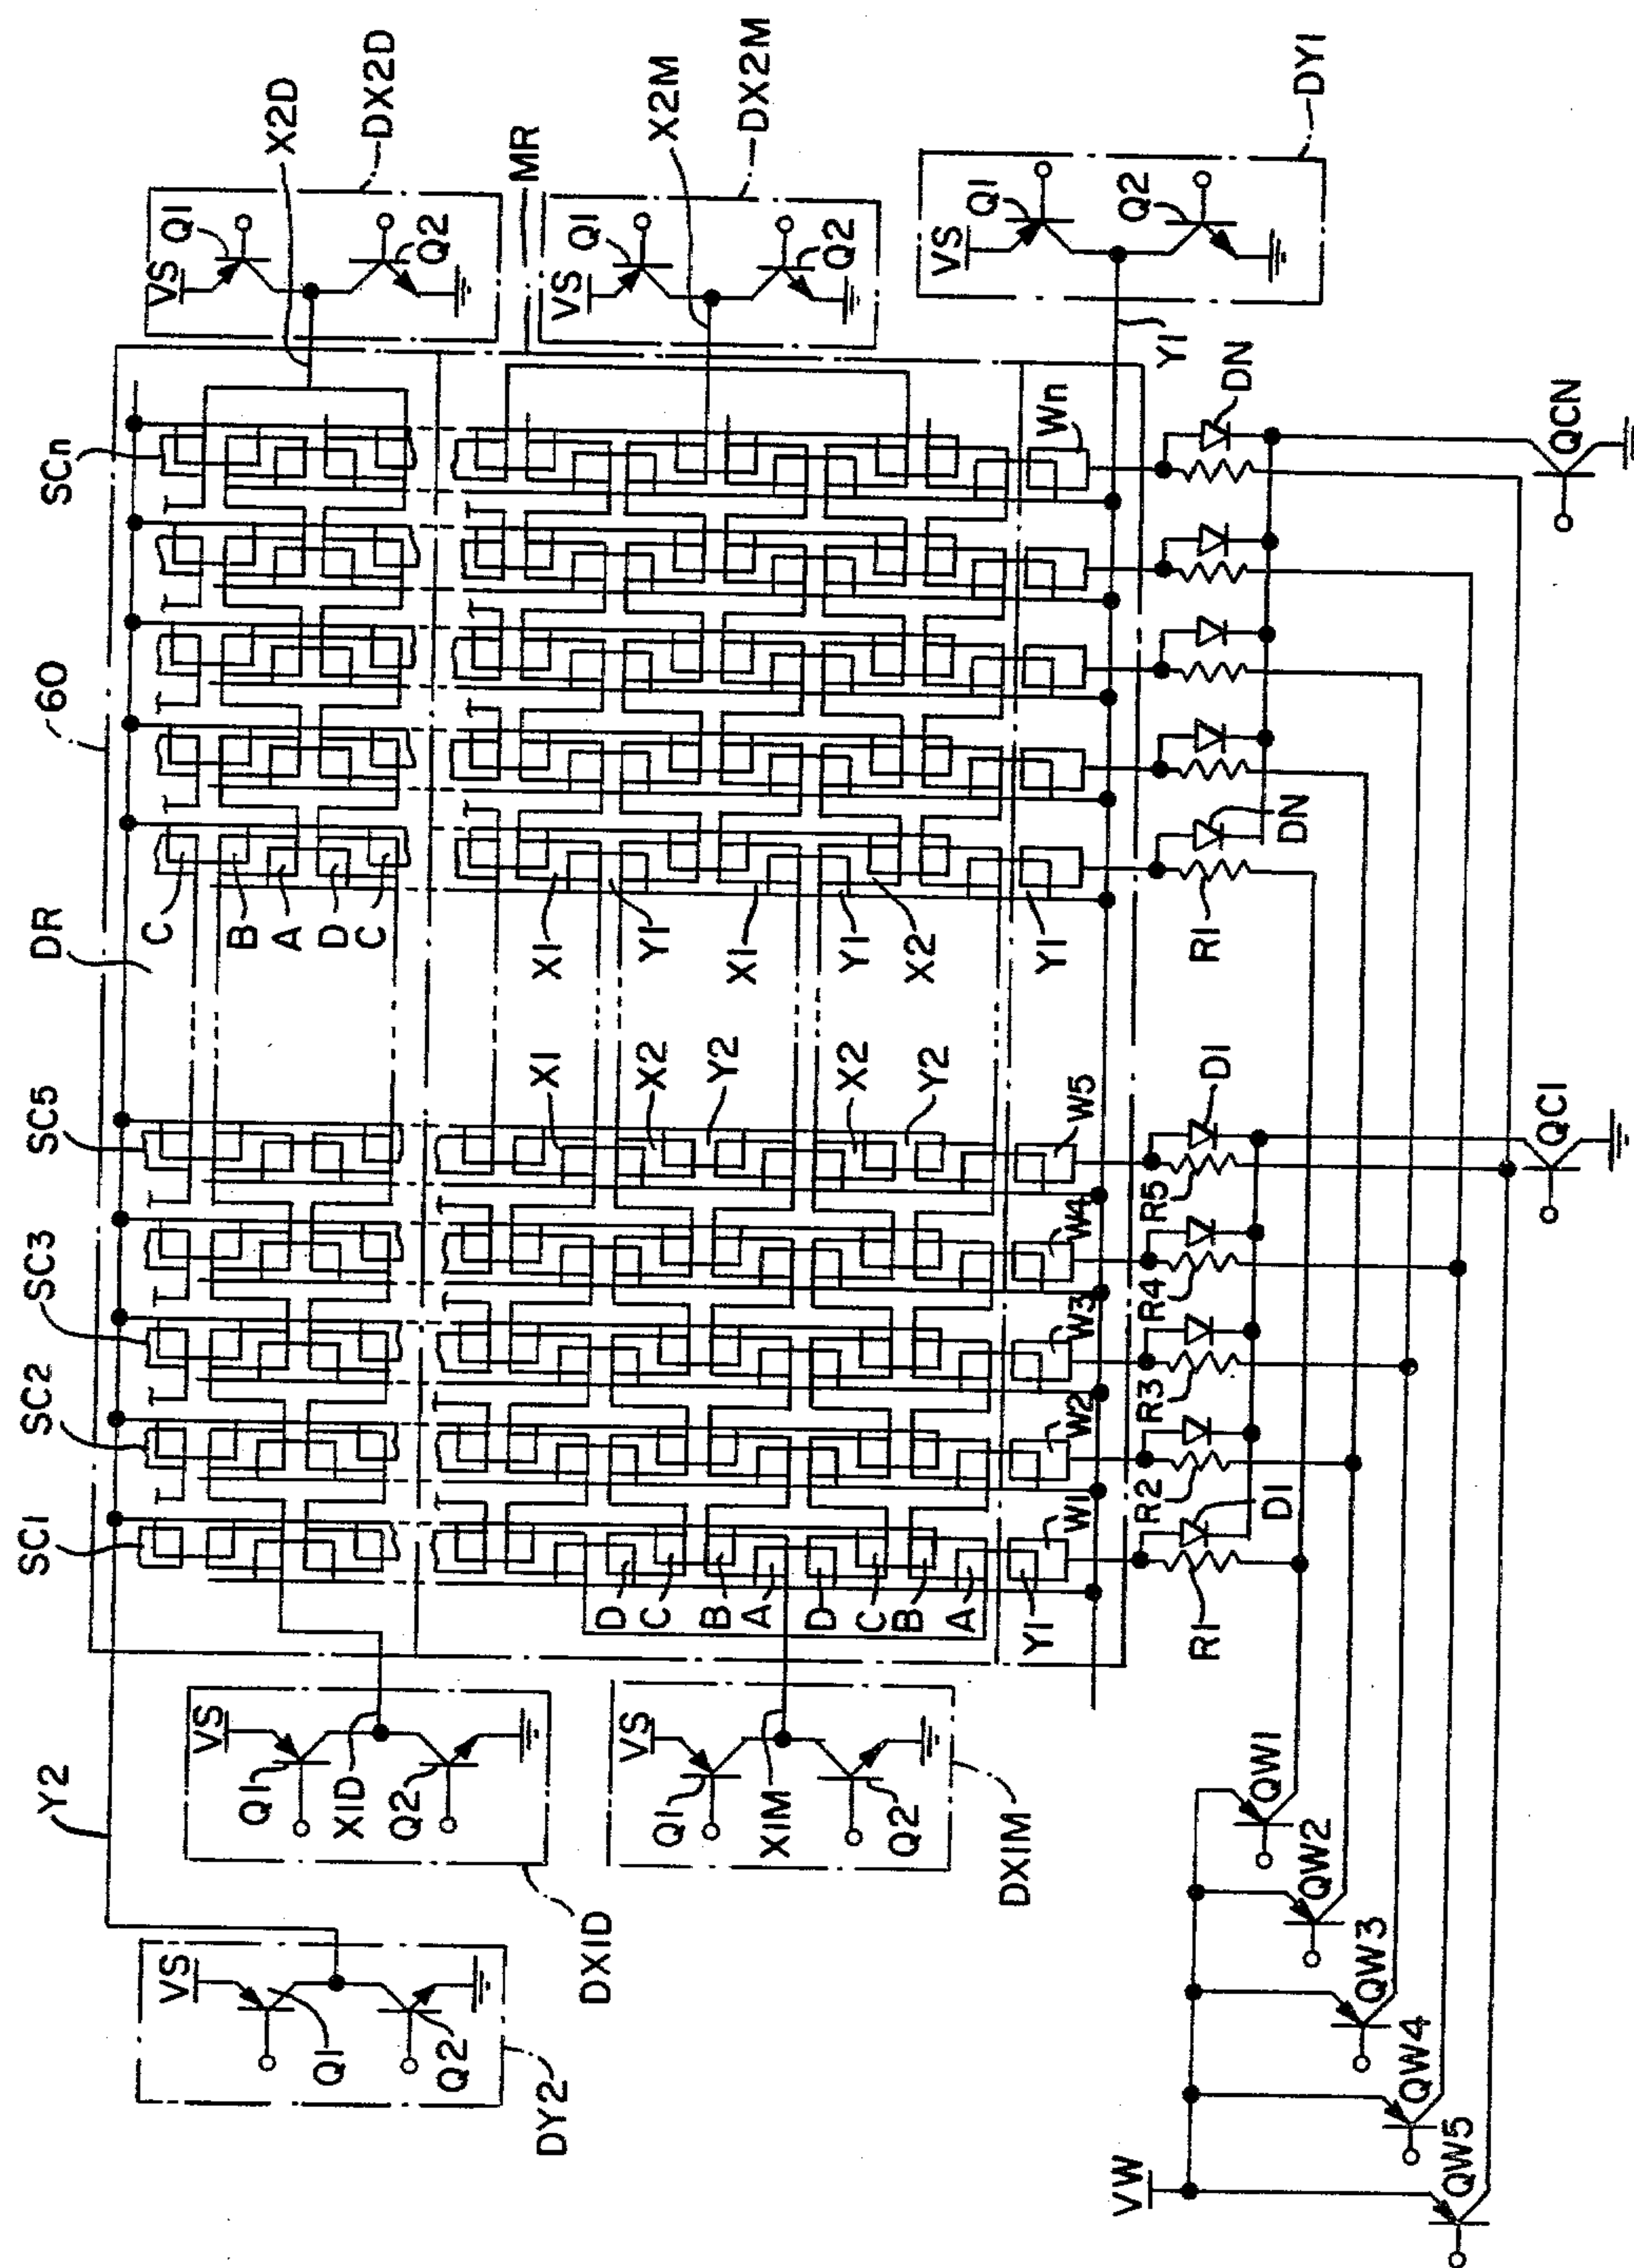 SC1
SC2
SC3
SC5
SCn
60
DR
Y2
X2D
DX2D
MR
X2M
DX2M
DY1
VS
Q1
Q2
VS
Q1
Q2
VS
Q1
Q2
Y1
C
B
A
D
C
X1
Y1
X1
Y1
X2
Y1
Wn
X1
X2
Y2
X2
Y2
W5
W4
W3
W2
W1
D
C
B
A
D
C
B
A
Y1
VS
Q1
X1D
Q2
DX1D
VS
Q1
X1M
Q2
DX1M
VS
Q1
Q2
DY2
R1
R2
R3
R4
R5
D1
D1
R1
DN
DN
QC1
QCN
VW
QW1
QW2
QW3
QW4
QW5